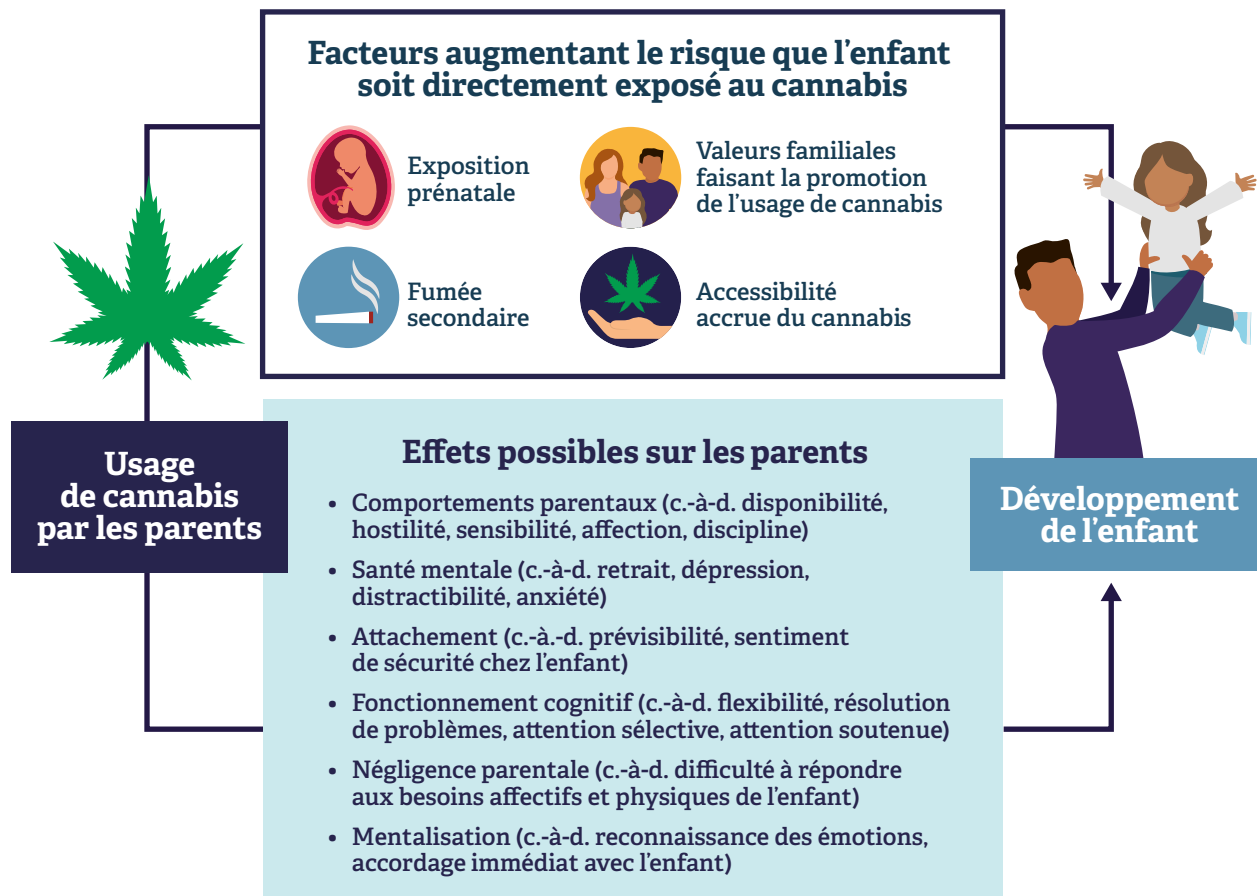 Facteurs augmentant le risque que l'enfant
soit directement exposé au cannabis
Exposition
prénatale
Valeurs familiales
faisant la promotion
de l'usage de cannabis
Fumée
secondaire
Accessibilité
accrue du cannabis
Usage
de cannabis
par les parents
Effets possibles sur les parents
• Comportements parentaux (c.-à-d. disponibilité,
hostilité, sensibilité, affection, discipline)
• Santé mentale (c.-à-d. retrait, dépression,
distractibilité, anxiété)
• Attachement (c.-à.-d. prévisibilité, sentiment
de sécurité chez l'enfant)
• Fonctionnement cognitif (c.-à-d. flexibilité, résolution
de problèmes, attention sélective, attention soutenue)
• Négligence parentale (c.-à-d. difficulté à répondre
aux besoins affectifs et physiques de l'enfant)
• Mentalisation (c.-à-d. reconnaissance des émotions,
accordage immédiat avec l'enfant)
Développement
de l'enfant